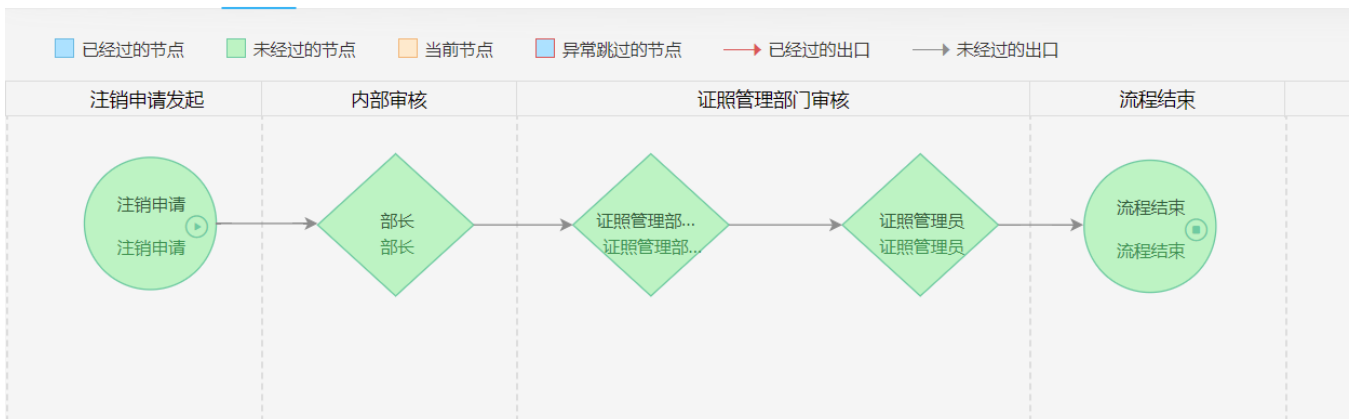 已经过的节点 未经过的节点 当前节点 异常跳过的节点 已经过的出口 未经过的出口
注销申请发起 内部审核 证照管理部门审核 流程结束
注销申请
注销申请
部长
部长
证照管理部...
证照管理部...
证照管理员
证照管理员
流程结束
流程结束